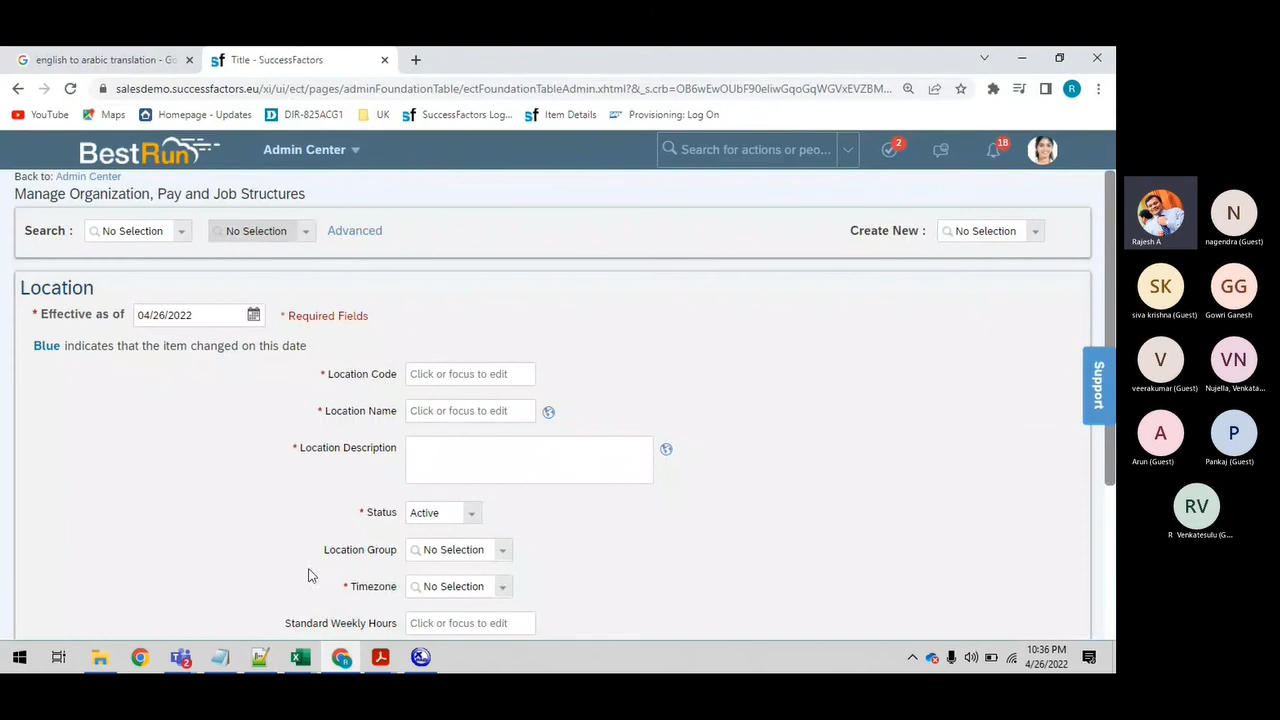 english to arabic translation - Go
Title - SuccessFactors
salesdemo.successfactors.eu/xi/ui/ect/pages/adminFoundationTable/ectFoundationTableAdmin.xhtml?&_s.crb=OB6wEwOUbF90eliwGqoGqWGVxEVZBM...
R
YouTube
Maps
Homepage - Updates
DIR-825ACG1
UK
SuccessFactors Log...
Item Details
Provisioning: Log On
BestRun
Admin Center
Search for actions or peo...
2
18
Back to: Admin Center
Manage Organization, Pay and Job Structures
Search :
No Selection
No Selection
Advanced
Create New :
No Selection
Location
* Effective as of
04/26/2022
* Required Fields
Blue indicates that the item changed on this date
* Location Code
Click or focus to edit
* Location Name
Click or focus to edit
* Location Description
* Status
Active
Location Group
No Selection
* Timezone
No Selection
Standard Weekly Hours
Click or focus to edit
Support
2
10:36 PM
4/26/2022
Rajesh A
N
nagendra (Guest)
SK
siva krishna (Guest)
GG
Gowri Ganesh
V
veerakumar (Guest)
VN
Nujella, Venkata...
A
Arun (Guest)
P
Pankaj (Guest)
RV
R Venkatesulu (G...